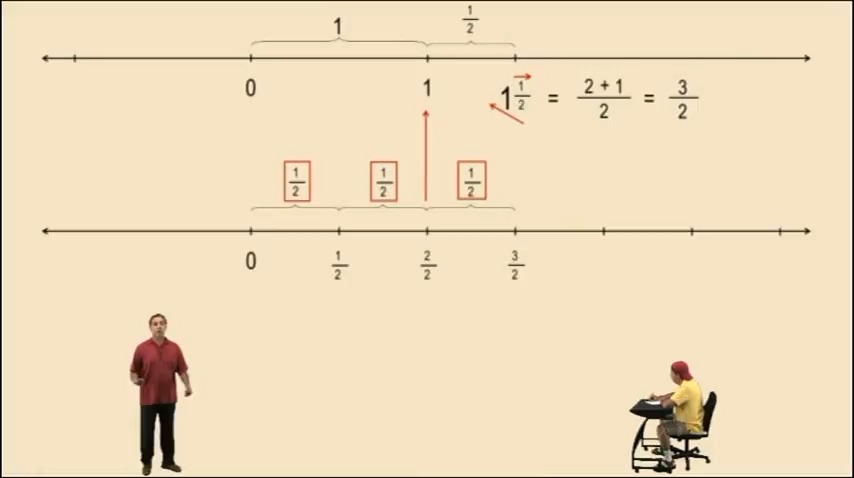 1 1/2
0 1 1 1/2 = 2 + 1/2 = 3/2
1/2 1/2 1/2
0 1/2 2/2 3/2